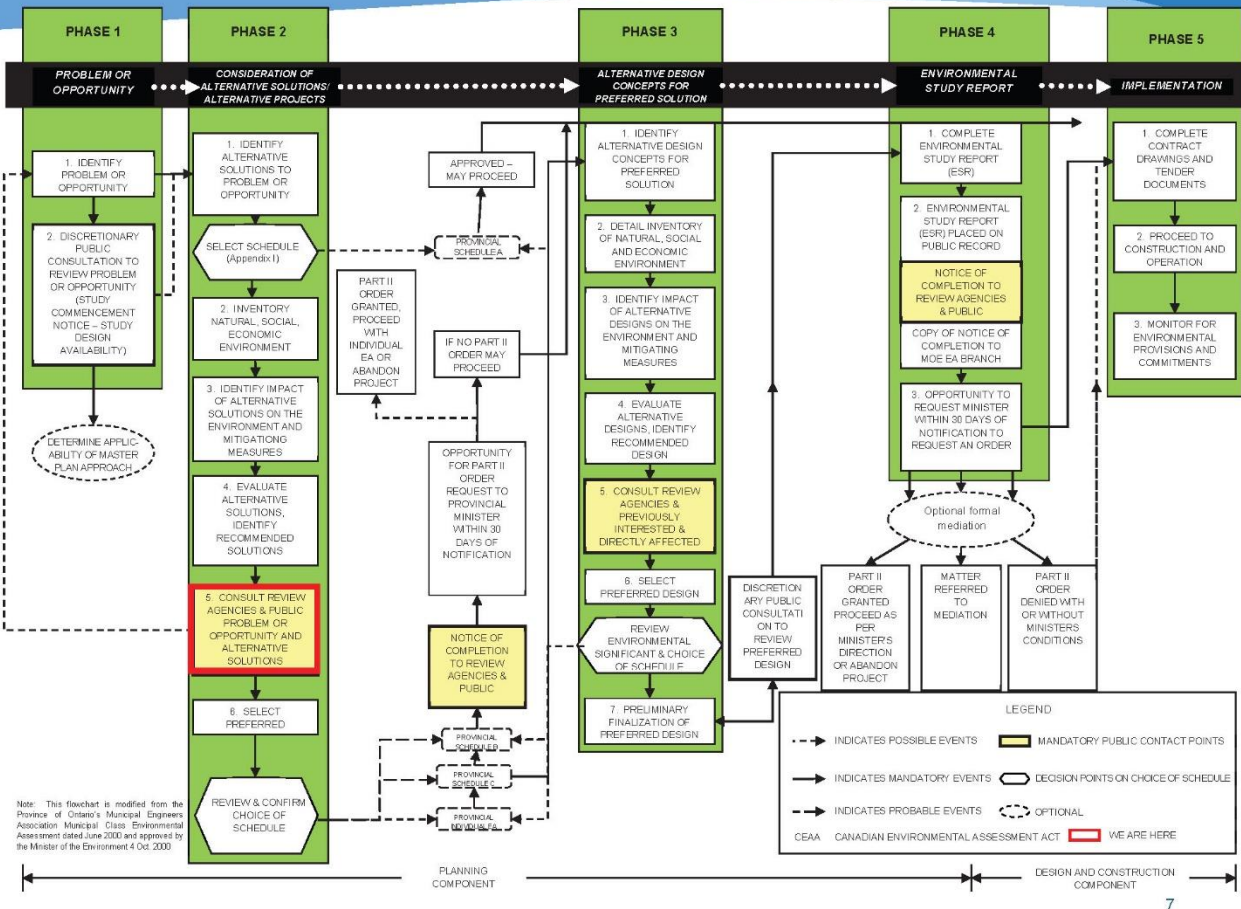 PHASE 1
PHASE 2
PHASE 3
PHASE 4
PHASE 5
PROBLEM OR
OPPORTUNITY
CONSIDERATION OF
ALTERNATIVE SOLUTIONS/
ALTERNATIVE PROJECTS
ALTERNATIVE DESIGN
CONCEPTS FOR
PREFERRED SOLUTION
ENVIRONMENTAL
STUDY REPORT
IMPLEMENTATION
1. IDENTIFY
PROBLEM OR
OPPORTUNITY
2. DISCRETIONARY
PUBLIC
CONSULTATION TO
REVIEW PROBLEM
OR OPPORTUNITY
(STUDY
COMMENCEMENT
NOTICE – STUDY
DESIGN
AVAILABILITY)
DETERMINE APPLIC-
ABILITY OF MASTER
PLAN APPROACH
1. IDENTIFY
ALTERNATIVE
SOLUTIONS TO
PROBLEM OR
OPPORTUNITY
SELECT SCHEDULE
(Appendix I)
2. INVENTORY
NATURAL, SOCIAL,
ECONOMIC
ENVIRONMENT
3. IDENTIFY IMPACT
OF ALTERNATIVE
SOLUTIONS ON THE
ENVIRONMENT AND
MITIGATIONG
MEASURES
4. EVALUATE
ALTERNATIVE
SOLUTIONS,
IDENTIFY
RECOMMENDED
SOLUTIONS
5. CONSULT REVIEW
AGENCIES & PUBLIC
PROBLEM OR
OPPORTUNITY AND
ALTERNATIVE
SOLUTIONS
6. SELECT
PREFERRED
REVIEW & CONFIRM
CHOICE OF
SCHEDULE
APPROVED –
MAY PROCEED
PROVINCIAL
SCHEDULE A
PART II
ORDER
GRANTED,
PROCEED
WITH
INDIVIDUAL
EA OR
ABANDON
PROJECT
IF NO PART II
ORDER MAY
PROCEED
OPPORTUNITY
FOR PART II
ORDER
REQUEST TO
PROVINCIAL
MINISTER
WITHIN 30
DAYS OF
NOTIFICATION
NOTICE OF
COMPLETION
TO REVIEW
AGENCIES &
PUBLIC
PROVINCIAL
SCHEDULE B
PROVINCIAL
SCHEDULE C
PROVINCIAL
INDIVIDUAL EA
1. IDENTIFY
ALTERNATIVE DESIGN
CONCEPTS FOR
PREFERRED
SOLUTION
2. DETAIL INVENTORY
OF NATURAL, SOCIAL
AND ECONOMIC
ENVIRONMENT
3. IDENTIFY IMPACT
OF ALTERNATIVE
DESIGNS ON THE
ENVIRONMENT AND
MITIGATING
MEASURES
4. EVALUATE
ALTERNATIVE
DESIGNS, IDENTIFY
RECOMMENDED
DESIGN
5. CONSULT REVIEW
AGENCIES &
PREVIOUSLY
INTERESTED &
DIRECTLY AFFECTED
6. SELECT
PREFERRED DESIGN
REVIEW
ENVIRONMENTAL
SIGNIFICANT & CHOICE
OF SCHEDULE
7. PRELIMINARY
FINALIZATION OF
PREFERRED DESIGN
DISCRETION
ARY PUBLIC
CONSULTATI
ON TO
REVIEW
PREFERRED
DESIGN
1. COMPLETE
ENVIRONMENTAL
STUDY REPORT
(ESR)
2. ENVIRONMENTAL
STUDY REPORT
(ESR) PLACED ON
PUBLIC RECORD
NOTICE OF
COMPLETION TO
REVIEW AGENCIES
& PUBLIC
COPY OF NOTICE OF
COMPLETION TO
MOE EA BRANCH
3. OPPORTUNITY TO
REQUEST MINISTER
WITHIN 30 DAYS OF
NOTIFICATION TO
REQUEST AN ORDER
Optional formal
mediation
PART II
ORDER
GRANTED
PROCEED AS
PER
MINISTER'S
DIRECTION
OR ABANDON
PROJECT
MATTER
REFERRED
TO
MEDIATION
PART II
ORDER
DENIED WITH
OR WITHOUT
MINISTERS
CONDITIONS
1. COMPLETE
CONTRACT
DRAWINGS AND
TENDER
DOCUMENTS
2. PROCEED TO
CONSTRUCTION AND
OPERATION
3. MONITOR FOR
ENVIRONMENTAL
PROVISIONS AND
COMMITMENTS
LEGEND
INDICATES POSSIBLE EVENTS
MANDATORY PUBLIC CONTACT POINTS
INDICATES MANDATORY EVENTS
DECISION POINTS ON CHOICE OF SCHEDULE
INDICATES PROBABLE EVENTS
OPTIONAL
CEAA CANADIAN ENVIRONMENTAL ASSESSMENT ACT
WE ARE HERE
Note: This flowchart is modified from the
Province of Ontario's Municipal Engineers
Association Municipal Class Environmental
Assessment dated June 2000 and approved by
the Minister of the Environment 4 Oct. 2000
PLANNING
COMPONENT
DESIGN AND CONSTRUCTION
COMPONENT
7